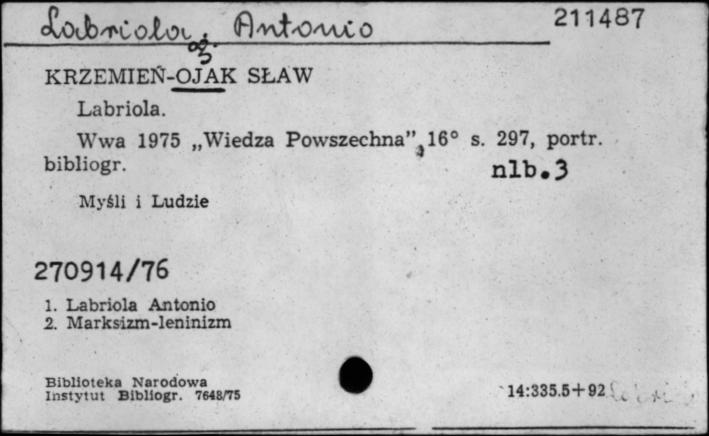 Labriola, Antonio 211487
KRZEMIEŃ-OJAK SŁAW
Labriola.
Wwa 1975 „Wiedza Powszechna”, 16° s. 297, portr.
bibliogr. nlb.3
Myśli i Ludzie
270914/76
1. Labriola Antonio
2. Marksizm-leninizm
Biblioteka Narodowa
Instytut Bibliogr. 7648/75
14:335.5+92